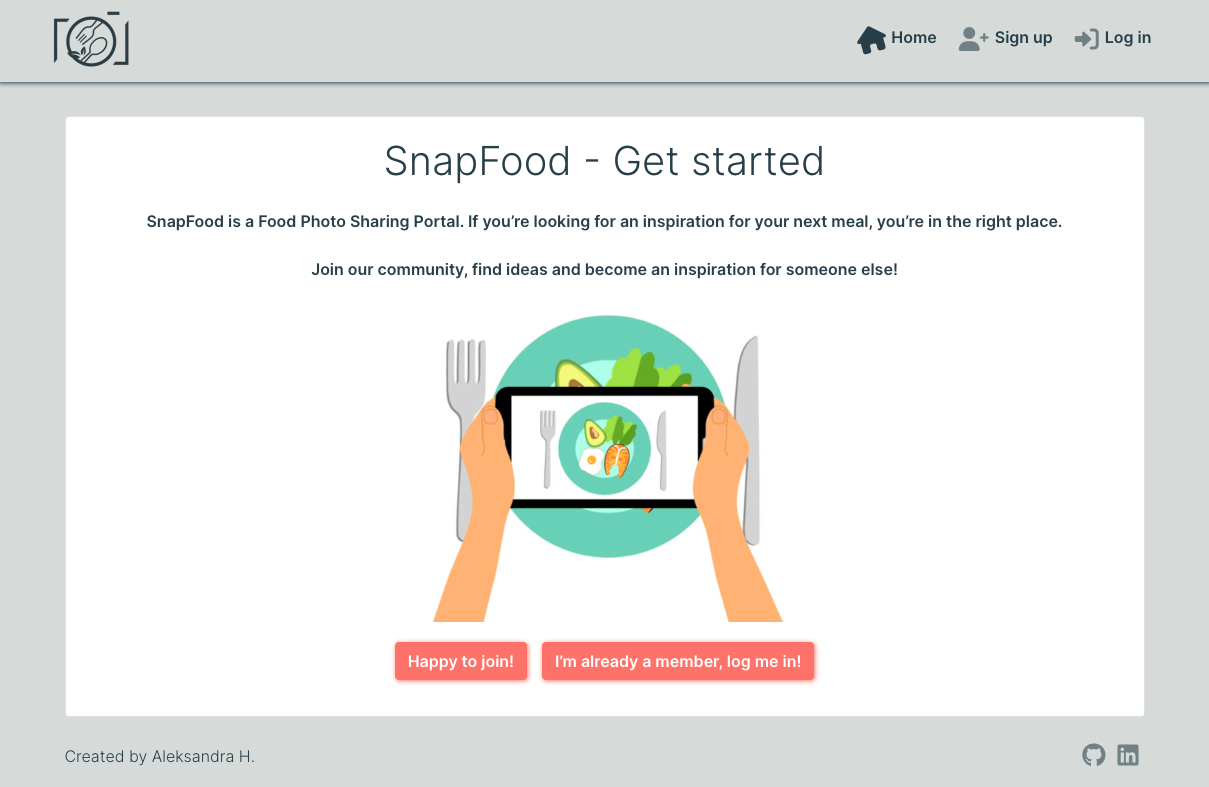 Home
Sign up
Log in
SnapFood - Get started
SnapFood is a Food Photo Sharing Portal. If you’re looking for an inspiration for your next meal, you’re in the right place.
Join our community, find ideas and become an inspiration for someone else!
Happy to join!
I’m already a member, log me in!
Created by Aleksandra H.
in